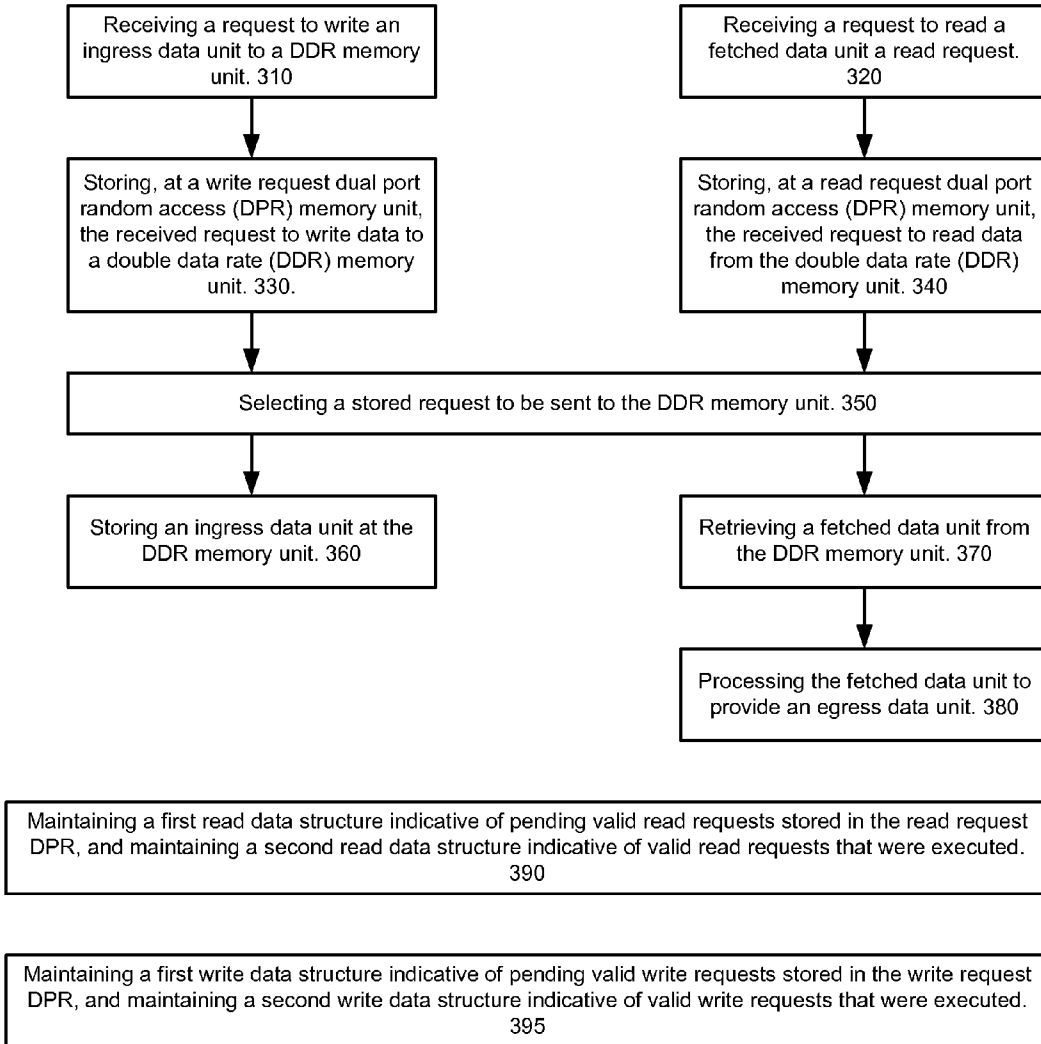 Receiving a request to write an
ingress data unit to a DDR memory
unit. 310
Receiving a request to read a
fetched data unit a read request.
320
Storing, at a write request dual port
random access (DPR) memory unit,
the received request to write data to
a double data rate (DDR) memory
unit. 330.
Storing, at a read request dual port
random access (DPR) memory unit,
the received request to read data
from the double data rate (DDR)
memory unit. 340
Selecting a stored request to be sent to the DDR memory unit. 350
Storing an ingress data unit at the
DDR memory unit. 360
Retrieving a fetched data unit from
the DDR memory unit. 370
Processing the fetched data unit to
provide an egress data unit. 380
Maintaining a first read data structure indicative of pending valid read requests stored in the read request
DPR, and maintaining a second read data structure indicative of valid read requests that were executed.
390
Maintaining a first write data structure indicative of pending valid write requests stored in the write request
DPR, and maintaining a second write data structure indicative of valid write requests that were executed.
395